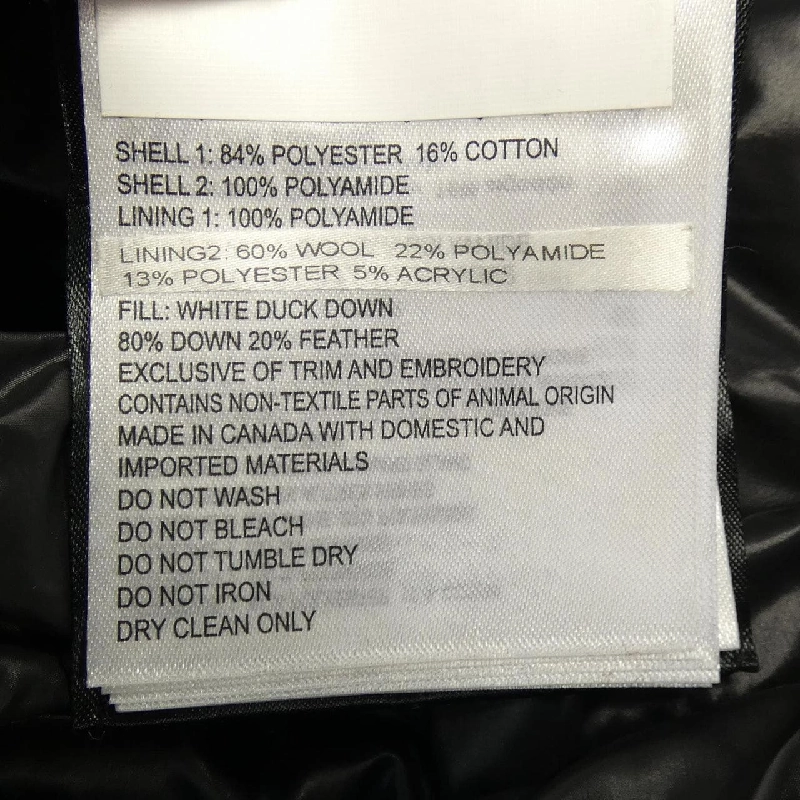 SHELL 1: 84% POLYESTER 16% COTTON
SHELL 2: 100% POLYAMIDE
LINING 1: 100% POLYAMIDE
LINING2: 60% WOOL 22% POLYAMIDE
13% POLYESTER 5% ACRYLIC
FILL: WHITE DUCK DOWN
80% DOWN 20% FEATHER
EXCLUSIVE OF TRIM AND EMBROIDERY
CONTAINS NON-TEXTILE PARTS OF ANIMAL ORIGIN
MADE IN CANADA WITH DOMESTIC AND
IMPORTED MATERIALS
DO NOT WASH
DO NOT BLEACH
DO NOT TUMBLE DRY
DO NOT IRON
DRY CLEAN ONLY